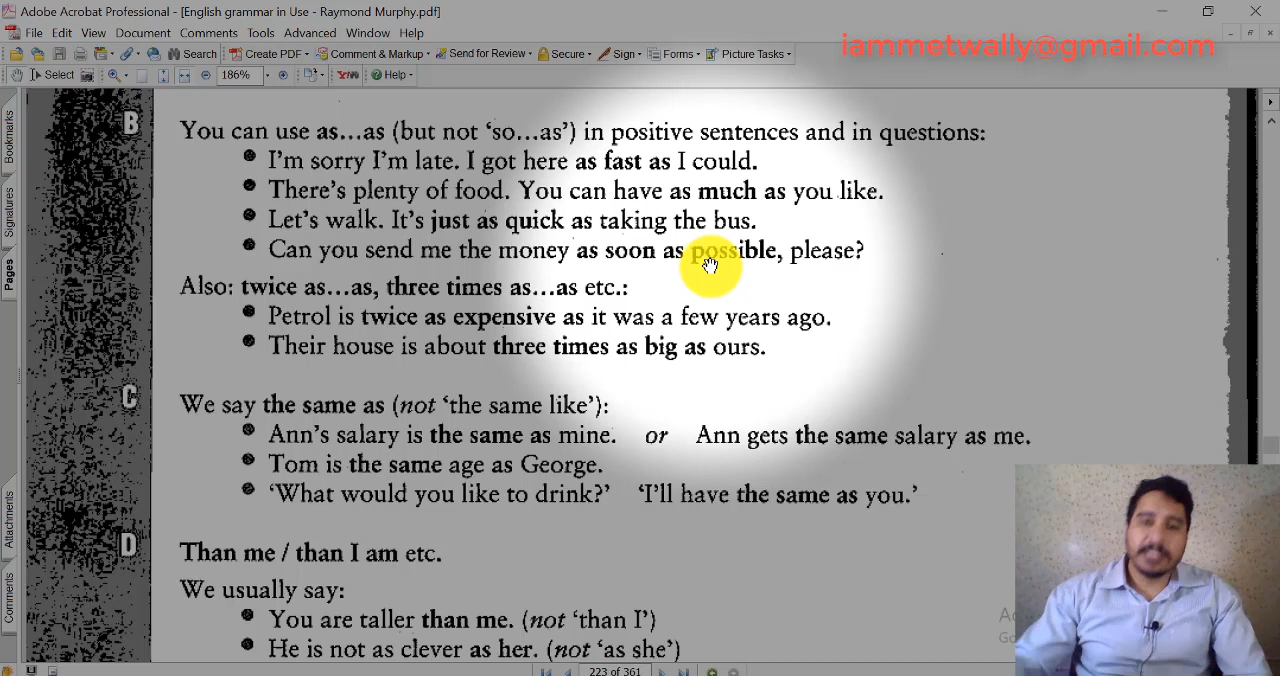 Adobe Acrobat Professional - [English grammar in Use - Raymond Murphy.pdf]
File Edit View Document Comments Tools Advanced Window Help
iammetwally@gmail.com
Search Create PDF Comment & Markup Send for Review Secure Sign Forms Picture Tasks
Select 186% Help
Bookmarks
Signatures
Pages
Attachments
Comments
B
You can use as…as (but not ‘so…as’) in positive sentences and in questions:
I’m sorry I’m late. I got here as fast as I could.
There’s plenty of food. You can have as much as you like.
Let’s walk. It’s just as quick as taking the bus.
Can you send me the money as soon as possible, please?
Also: twice as…as, three times as…as etc.:
Petrol is twice as expensive as it was a few years ago.
Their house is about three times as big as ours.
C
We say the same as (not ‘the same like’):
Ann’s salary is the same as mine. or Ann gets the same salary as me.
Tom is the same age as George.
‘What would you like to drink?’ ‘I’ll have the same as you.’
D
Than me / than I am etc.
We usually say:
You are taller than me. (not ‘than I’)
He is not as clever as her. (not ‘as she’)
223 of 361